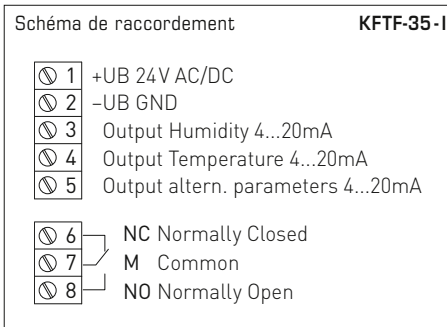 Schéma de raccordement KFTF-35-I
1 +UB 24V AC/DC
2 –UB GND
3 Output Humidity 4...20mA
4 Output Temperature 4...20mA
5 Output altern. parameters 4...20mA
6 NC Normally Closed
7 M Common
8 NO Normally Open